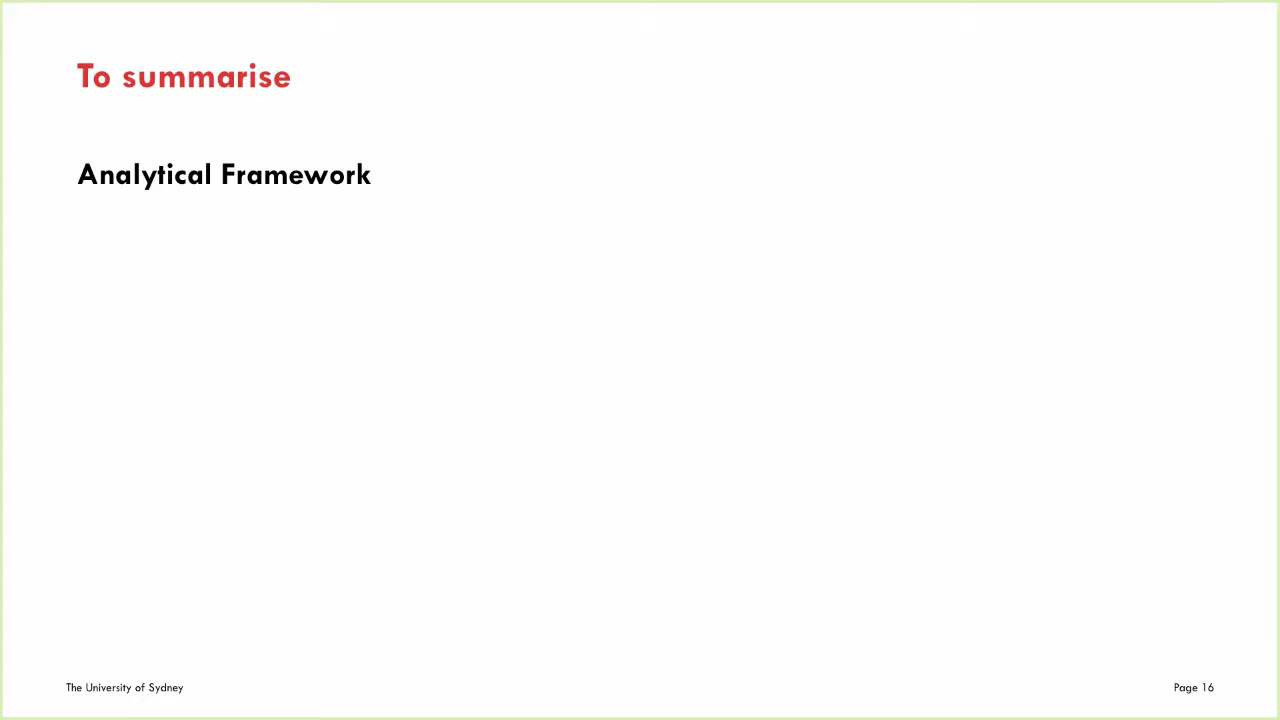 To summarise
Analytical Framework
The University of Sydney
Page 16